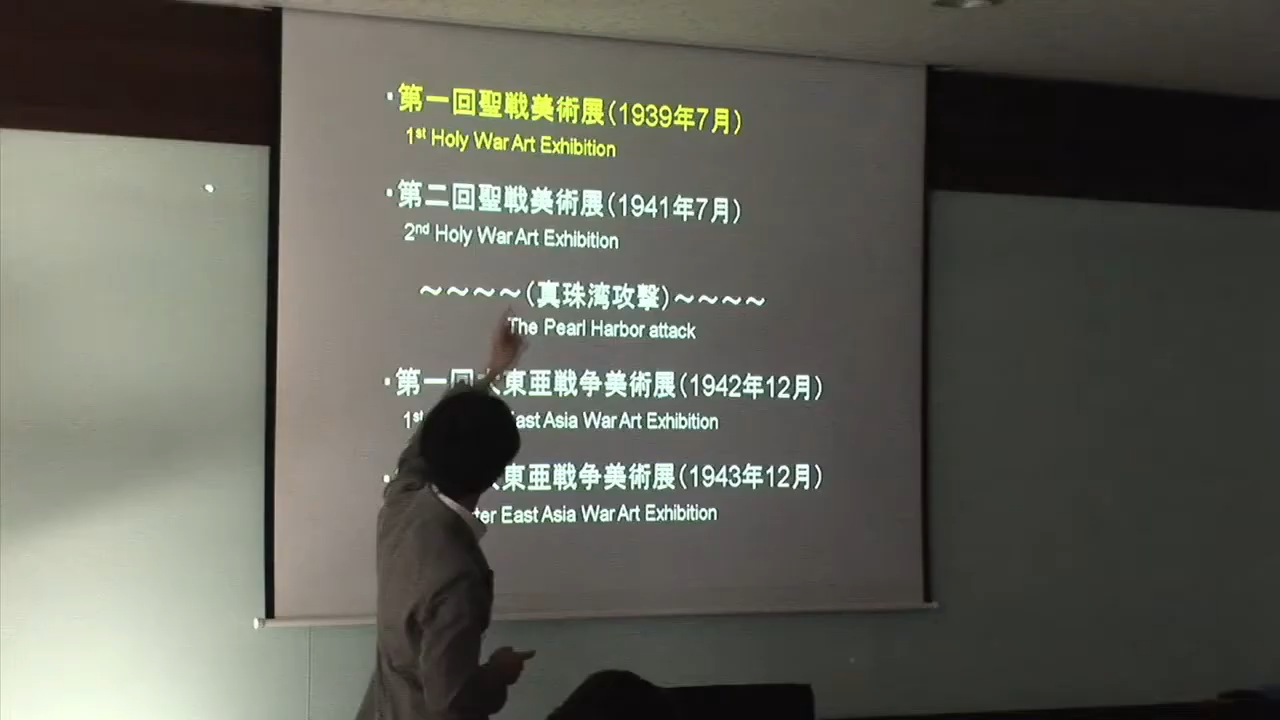 ・第一回聖戦美術展(1939年7月)
1st Holy War Art Exhibition
・第二回聖戦美術展(1941年7月)
2nd Holy War Art Exhibition
~~~~(真珠湾攻撃)~~~~
The Pearl Harbor attack
・第一回大東亜戦争美術展(1942年12月)
1st East Asia War Art Exhibition
東亜戦争美術展(1943年12月)
East Asia War Art Exhibition